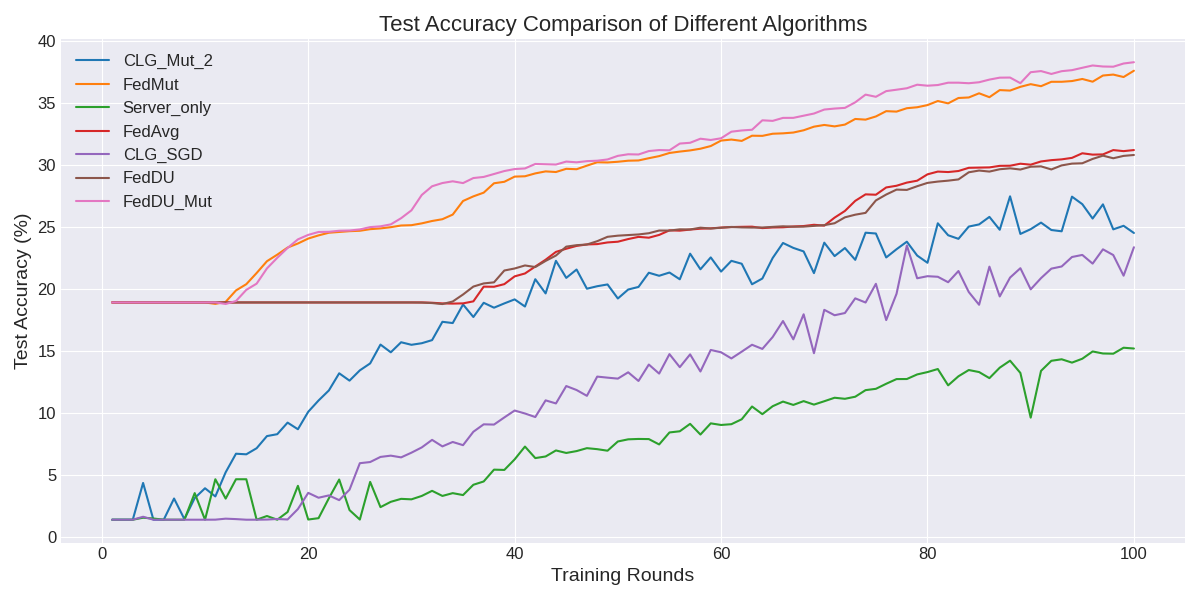 Test Accuracy Comparison of Different Algorithms
CLG_Mut_2
FedMut
Server_only
FedAvg
CLG_SGD
FedDU
FedDU_Mut
Test Accuracy (%)
40
35
30
25
20
15
10
5
0
0 20 40 60 80 100
Training Rounds